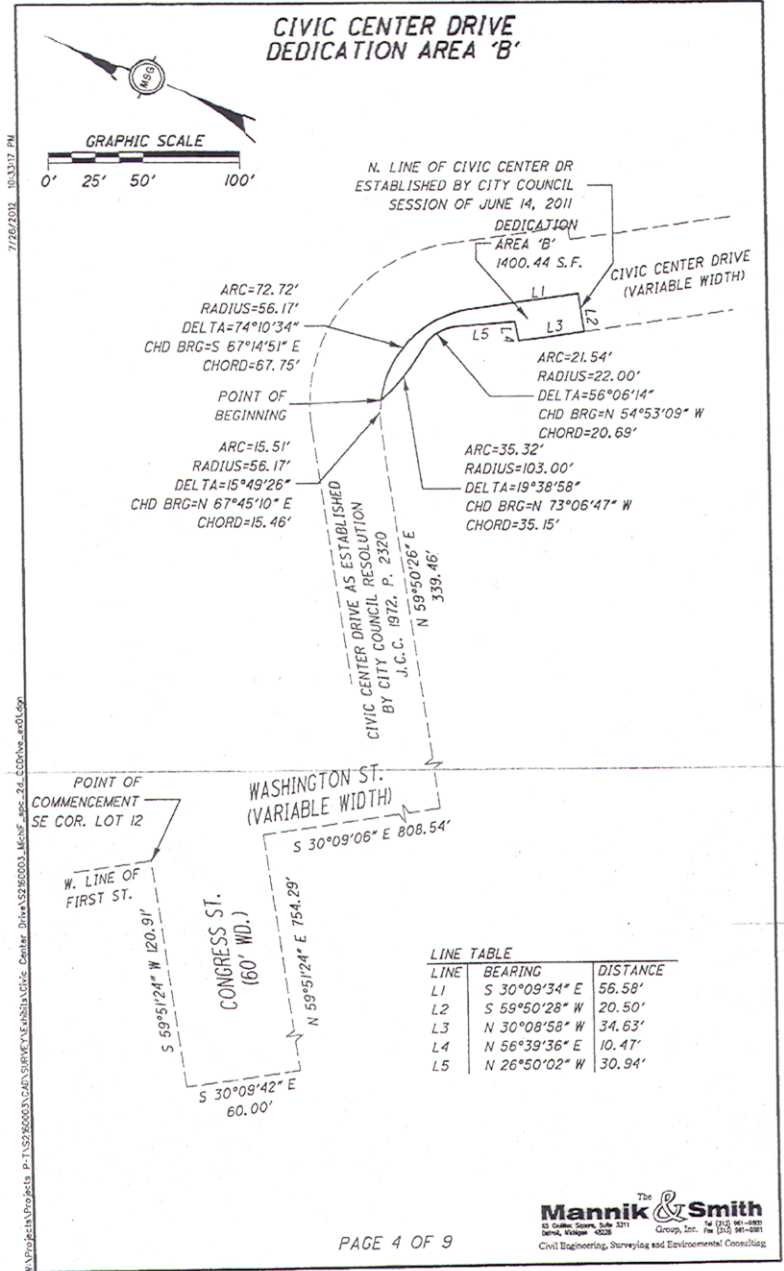 CIVIC CENTER DRIVE
DEDICATION AREA 'B'
MSG
GRAPHIC SCALE
0' 25' 50' 100'
7/26/2012 10:33:17 PM
N. LINE OF CIVIC CENTER DR
ESTABLISHED BY CITY COUNCIL
SESSION OF JUNE 14, 2011
DEDICATION
AREA 'B'
1400.44 S.F.
CIVIC CENTER DRIVE
(VARIABLE WIDTH)
L1
L2
L3
L4
L5
ARC=72.72'
RADIUS=56.17'
DELTA=74°10'34"
CHD BRG=S 67°14'51" E
CHORD=67.75'
POINT OF
BEGINNING
ARC=15.51'
RADIUS=56.17'
DELTA=15°49'26"
CHD BRG=N 67°45'10" E
CHORD=15.46'
ARC=21.54'
RADIUS=22.00'
DELTA=56°06'14"
CHD BRG=N 54°53'09" W
CHORD=20.69'
ARC=35.32'
RADIUS=103.00'
DELTA=19°38'58"
CHD BRG=N 73°06'47" W
CHORD=35.15'
CIVIC CENTER DRIVE AS ESTABLISHED
BY CITY COUNCIL RESOLUTION
J.C.C. 1972, P. 2320
N 59°50'26" E
339.46'
POINT OF
COMMENCEMENT
SE COR. LOT 12
WASHINGTON ST.
(VARIABLE WIDTH)
S 30°09'06" E 808.54'
W. LINE OF
FIRST ST.
S 59°51'24" W 120.91'
CONGRESS ST.
(60' WD.)
N 59°51'24" E 754.29'
S 30°09'42" E
60.00'
LINE TABLE
LINE BEARING DISTANCE
L1 S 30°09'34" E 56.58'
L2 S 59°50'28" W 20.50'
L3 N 30°08'58" W 34.63'
L4 N 56°39'36" E 10.47'
L5 N 26°50'02" W 30.94'
PAGE 4 OF 9
The
Mannik & Smith
Group, Inc.
Civil Engineering, Surveying and Environmental Consulting